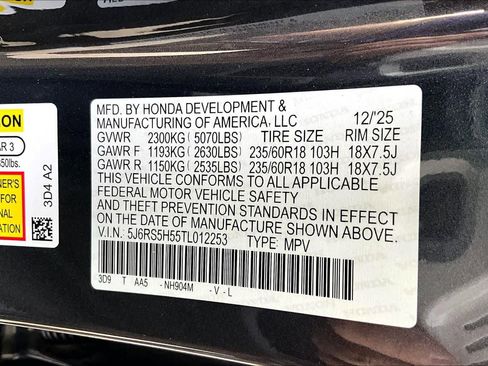 MFD. BY HONDA DEVELOPMENT &
MANUFACTURING OF AMERICA, LLC 12/'25
GVWR 2300KG (5070LBS) TIRE SIZE RIM SIZE
GAWR F 1193KG (2630LBS) 235/60R18 103H 18X7.5J
GAWR R 1150KG (2535LBS) 235/60R18 103H 18X7.5J
THIS VEHICLE CONFORMS TO ALL APPLICABLE
FEDERAL MOTOR VEHICLE SAFETY
AND THEFT PREVENTION STANDARDS IN EFFECT
ON THE DATE OF MANUFACTURE SHOWN ABOVE.
V.I.N.: 5J6RS5H55TL012253 TYPE: MPV
3D9 T AA5 -NH904M -V-L
3D4 A2